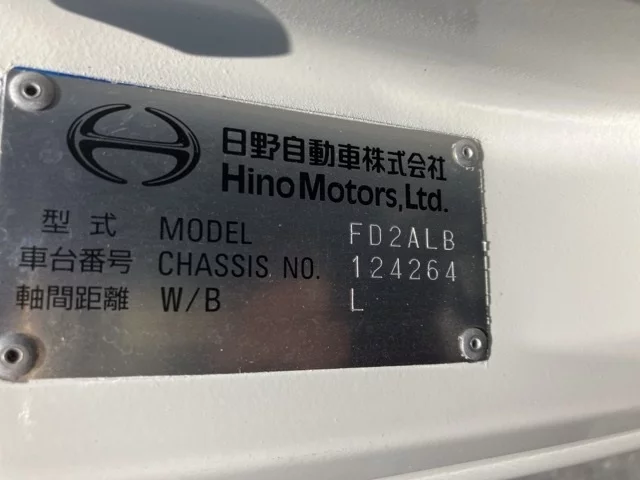 日野自動車株式会社
Hino Motors,Ltd.
型式 MODEL FD2ALB
車台番号 CHASSIS NO. 124264
軸間距離 W/B L